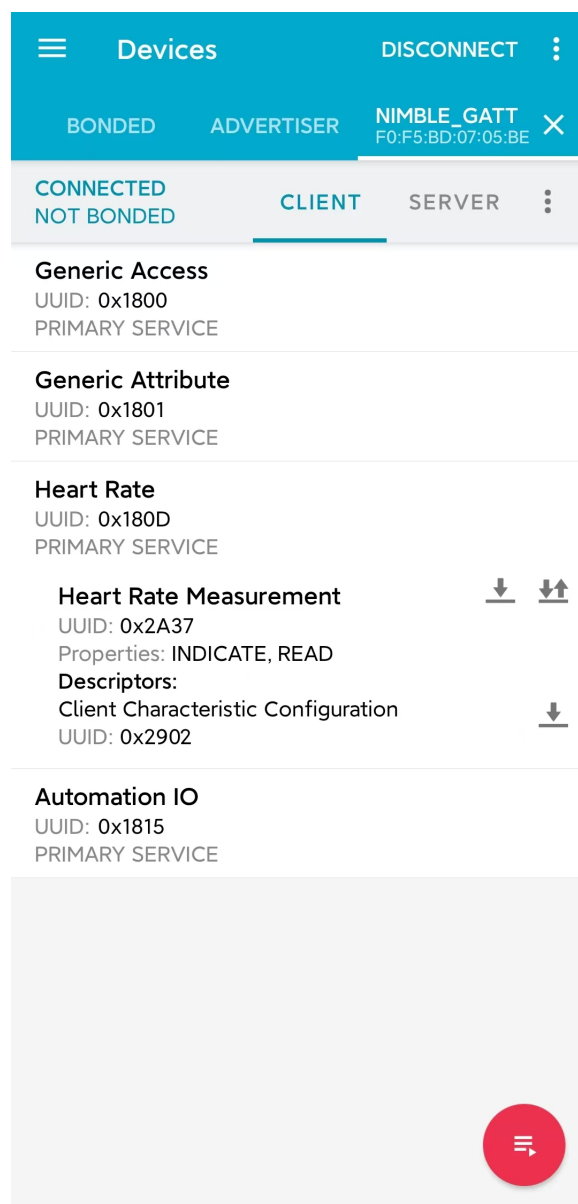 Devices
DISCONNECT
BONDED
ADVERTISER
NIMBLE_GATT
F0:F5:BD:07:05:BE
CONNECTED
NOT BONDED
CLIENT
SERVER
Generic Access
UUID: 0x1800
PRIMARY SERVICE
Generic Attribute
UUID: 0x1801
PRIMARY SERVICE
Heart Rate
UUID: 0x180D
PRIMARY SERVICE
Heart Rate Measurement
UUID: 0x2A37
Properties: INDICATE, READ
Descriptors:
Client Characteristic Configuration
UUID: 0x2902
Automation IO
UUID: 0x1815
PRIMARY SERVICE